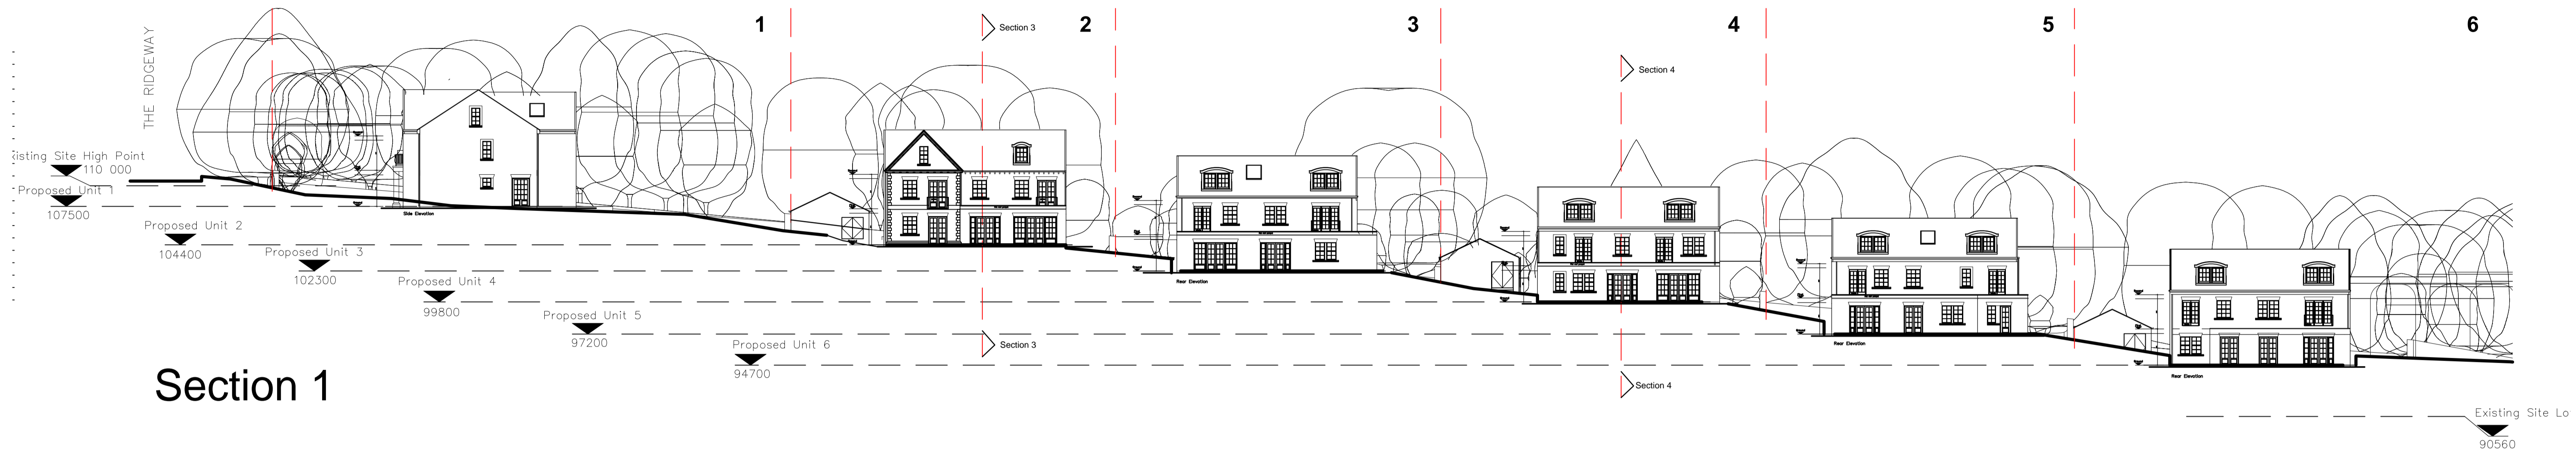 THE RIDGEWAY
1
Section 3
2
3
4
5
6
Section 4
isting Site High Point
110 000
Proposed Unit 1
107500
Proposed Unit 2
104400
Proposed Unit 3
102300
Proposed Unit 4
99800
Proposed Unit 5
97200
Proposed Unit 6
94700
Side Elevation
Rear Elevation
Rear Elevation
Rear Elevation
Section 3
Section 4
Section 1
Existing Site Lo
90560